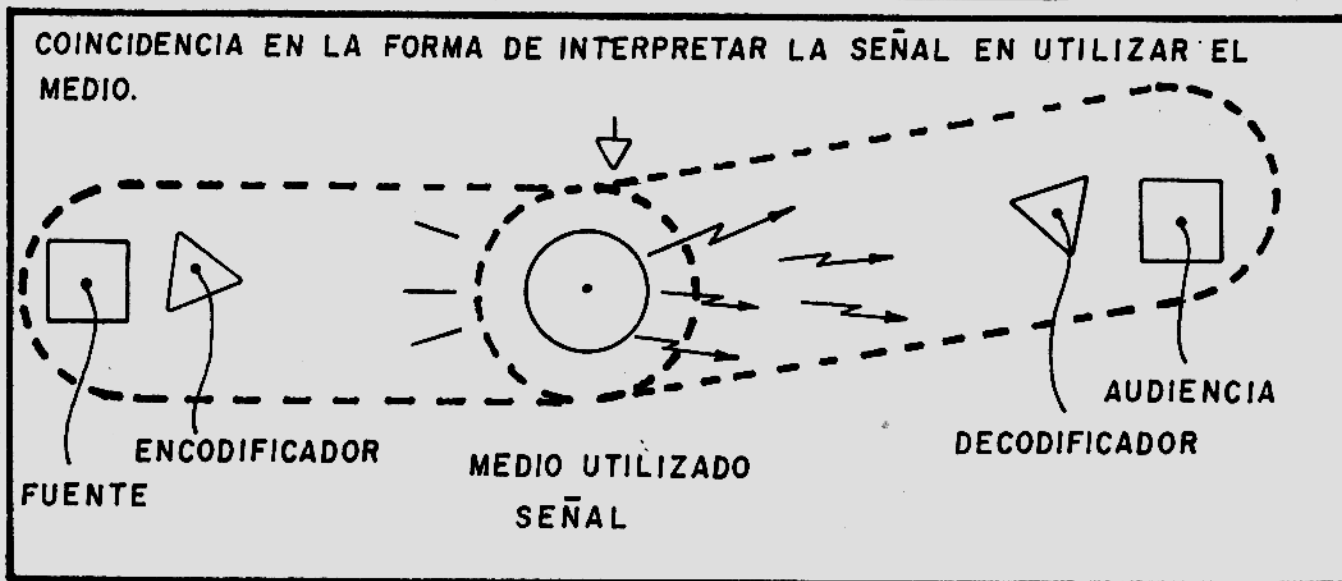 COINCIDENCIA EN LA FORMA DE INTERPRETAR LA SEÑAL EN UTILIZAR EL
MEDIO.
FUENTE
ENCODIFICADOR
MEDIO UTILIZADO
SEÑAL
DECODIFICADOR
AUDIENCIA